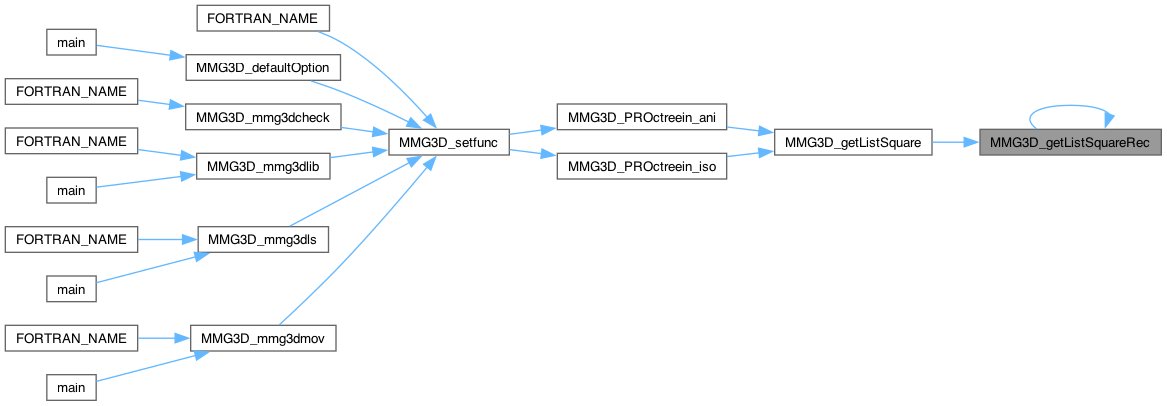 FORTRAN_NAME
main
MMG3D_defaultOption
FORTRAN_NAME
MMG3D_mmg3dcheck
FORTRAN_NAME
MMG3D_mmg3dlib
main
FORTRAN_NAME
MMG3D_mmg3dls
main
FORTRAN_NAME
MMG3D_mmg3dmov
main
MMG3D_setfunc
MMG3D_PROctreein_ani
MMG3D_PROctreein_iso
MMG3D_getListSquare
MMG3D_getListSquareRec